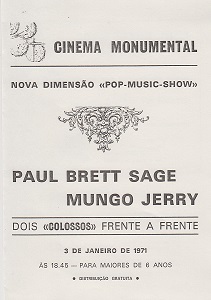 CINEMA MONUMENTAL
NOVA DIMENSÃO «POP-MUSIC-SHOW»
PAUL BRETT SAGE
MUNGO JERRY
DOIS «COLOSSOS» FRENTE A FRENTE
3 DE JANEIRO DE 1971
ÀS 18.45 — PARA MAIORES DE 6 ANOS
• DISTRIBUIÇÃO GRATUITA •